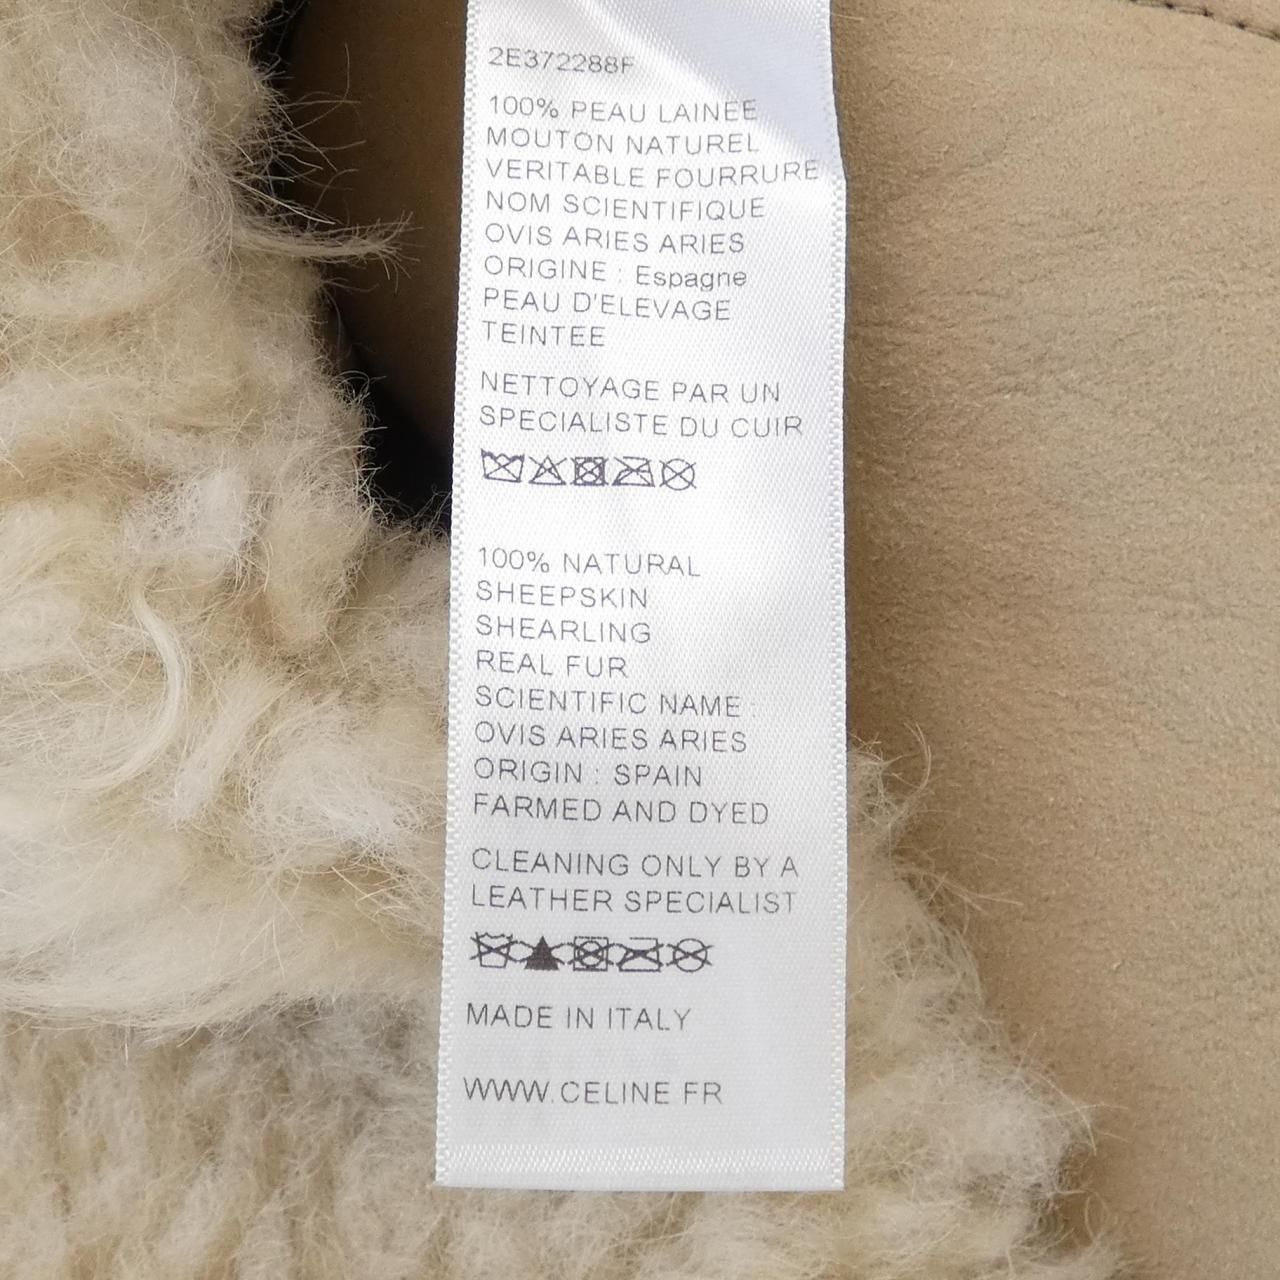 2E372288F
100% PEAU LAINEE
MOUTON NATUREL
VERITABLE FOURRURE
NOM SCIENTIFIQUE
OVIS ARIES ARIES
ORIGINE : Espagne
PEAU D'ELEVAGE
TEINTEE
NETTOYAGE PAR UN
SPECIALISTE DU CUIR
100% NATURAL
SHEEPSKIN
SHEARLING
REAL FUR
SCIENTIFIC NAME :
OVIS ARIES ARIES
ORIGIN : SPAIN
FARMED AND DYED
CLEANING ONLY BY A
LEATHER SPECIALIST
MADE IN ITALY
WWW.CELINE.FR